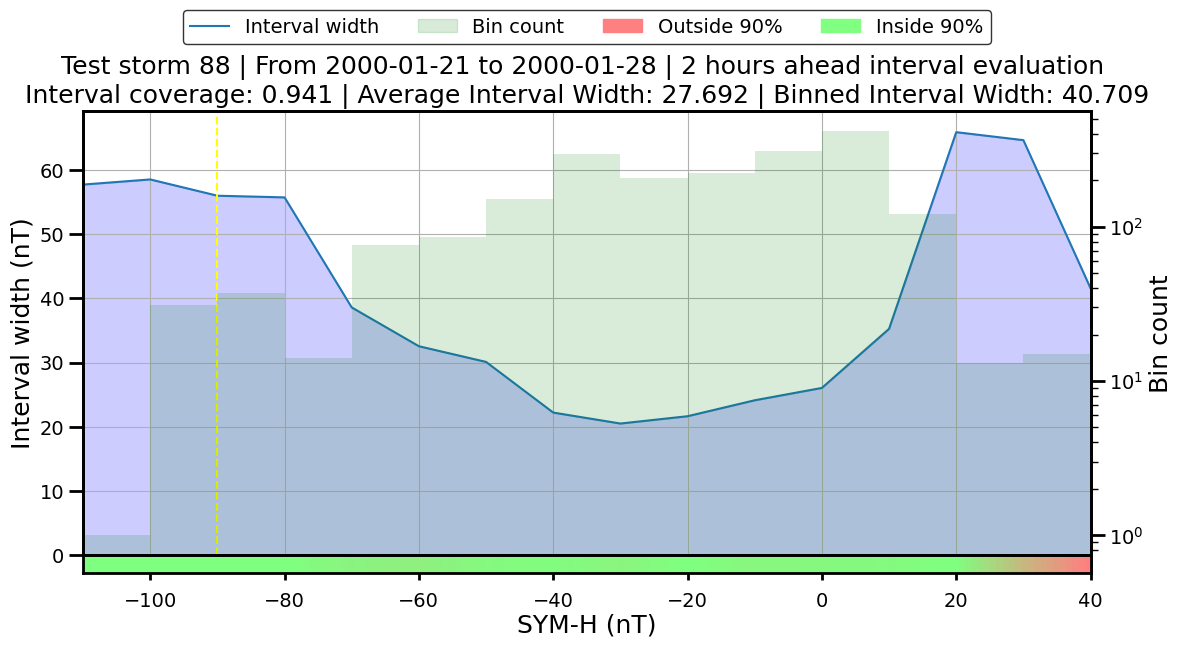 Interval width Bin count Outside 90% Inside 90%
Test storm 88 | From 2000-01-21 to 2000-01-28 | 2 hours ahead interval evaluation
Interval coverage: 0.941 | Average Interval Width: 27.692 | Binned Interval Width: 40.709
Interval width (nT)
60
50
40
30
20
10
0
10²
10¹
10⁰
Bin count
−100 −80 −60 −40 −20 0 20 40
SYM-H (nT)